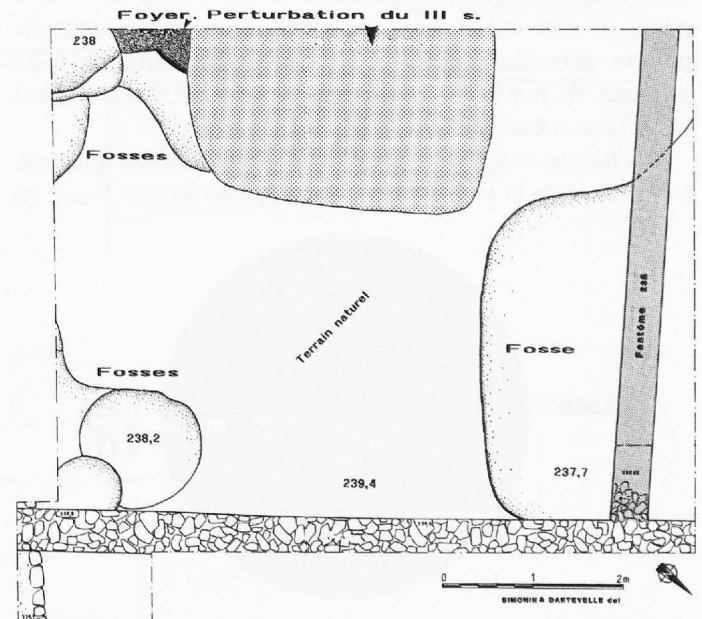 Foyer. Perturbation du III s.
238
Fosses
Terrain naturel
Fantôme
Fosse
Fosses
238,2
239,4
237,7
0 1 2m
SIMONIN & DARTEVELLE del